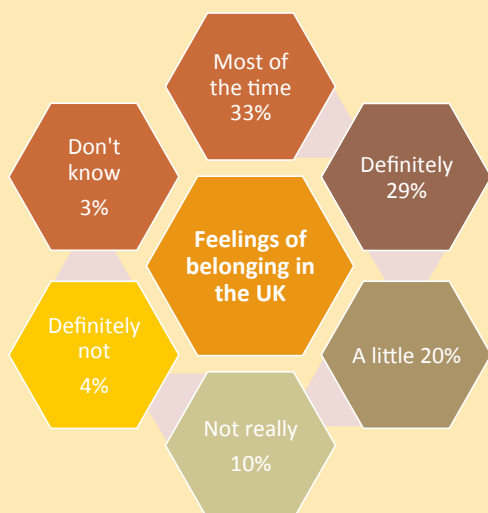 Most of
the time
33%
Definitely
29%
A little 20%
Not really
10%
Definitely
not
4%
Don't
know
3%
Feelings of
belonging in
the UK